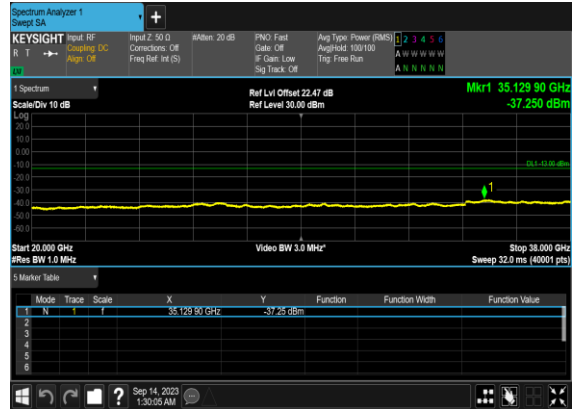 Spectrum Analyzer 1
Swept SA
+
KEYSIGHT Input: RF
R T Coupling: DC
Align: Off
LXI
Input Z: 50 Ω
Corrections: Off
Freq Ref: Int (S)
#Atten: 20 dB
PNO: Fast
Gate: Off
IF Gain: Low
Sig Track: Off
Avg Type: Power (RMS)
Avg|Hold: 100/100
Trig: Free Run
1 2 3 4 5 6
A W W W W W
A N N N N N
1 Spectrum
Scale/Div 10 dB
Ref Lvl Offset 22.47 dB
Ref Level 30.00 dBm
Mkr1 35.129 90 GHz
-37.250 dBm
Log
20.0
10.0
0.00
-10.0
-20.0
-30.0
-40.0
-50.0
-60.0
DL1 -13.00 dBm
1
Start 20.000 GHz
#Res BW 1.0 MHz
Video BW 3.0 MHz*
Stop 38.000 GHz
Sweep 32.0 ms (40001 pts)
5 Marker Table
Mode Trace Scale X Y Function Function Width Function Value
1 N 1 f 35.129 90 GHz -37.25 dBm
2
3
4
5
6
? Sep 14, 2023
1:30:05 AM